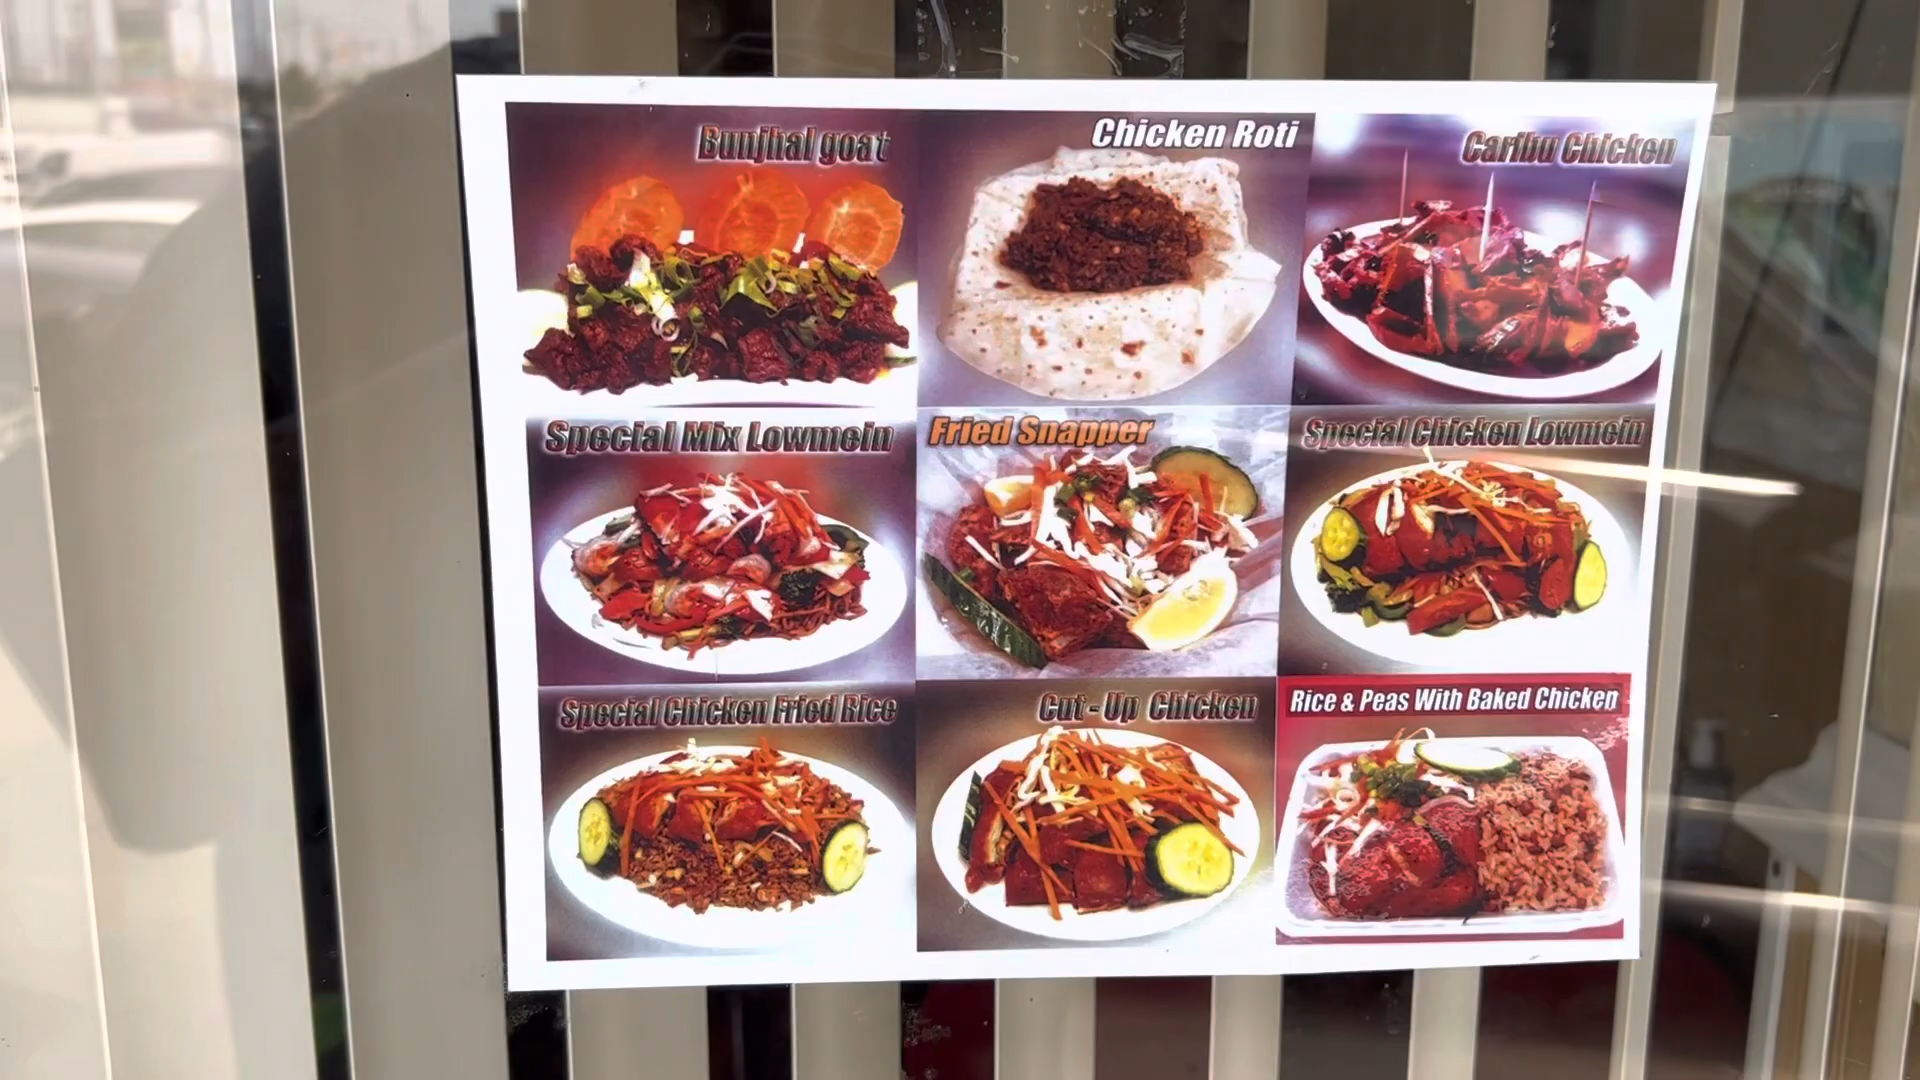 Bunjhal goat
Chicken Roti
Caribu Chicken
Special Mix Lowmein
Fried Snapper
Special Chicken Lowmein
Special Chicken Fried Rice
Cut - Up Chicken
Rice & Peas With Baked Chicken